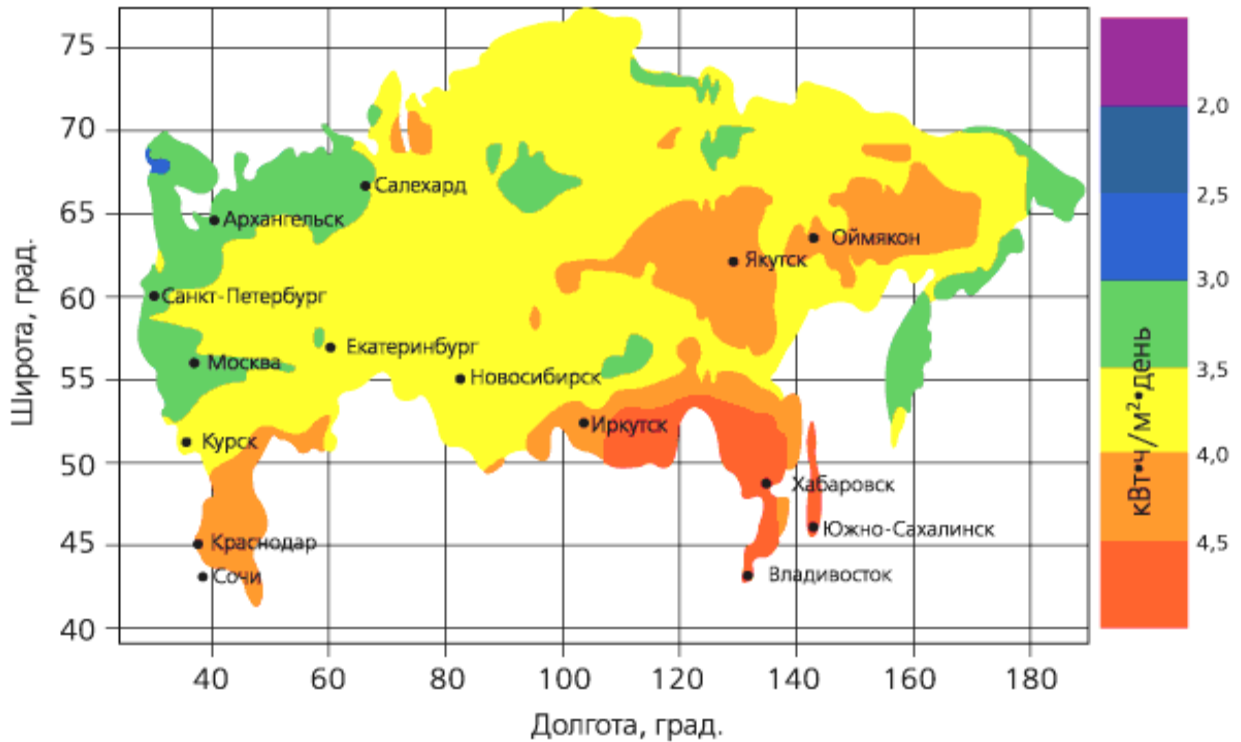 Широта, град.
75
70
65
60
55
50
45
40
Салехард
Архангельск
Оймякон
Якутск
Санкт-Петербург
Екатеринбург
Москва
Новосибирск
Иркутск
Курск
Хабаровск
Южно-Сахалинск
Краснодар
Сочи
Владивосток
40 60 80 100 120 140 160 180
Долгота, град.
2,0
2,5
3,0
3,5
4,0
4,5
кВт•ч/м²•день